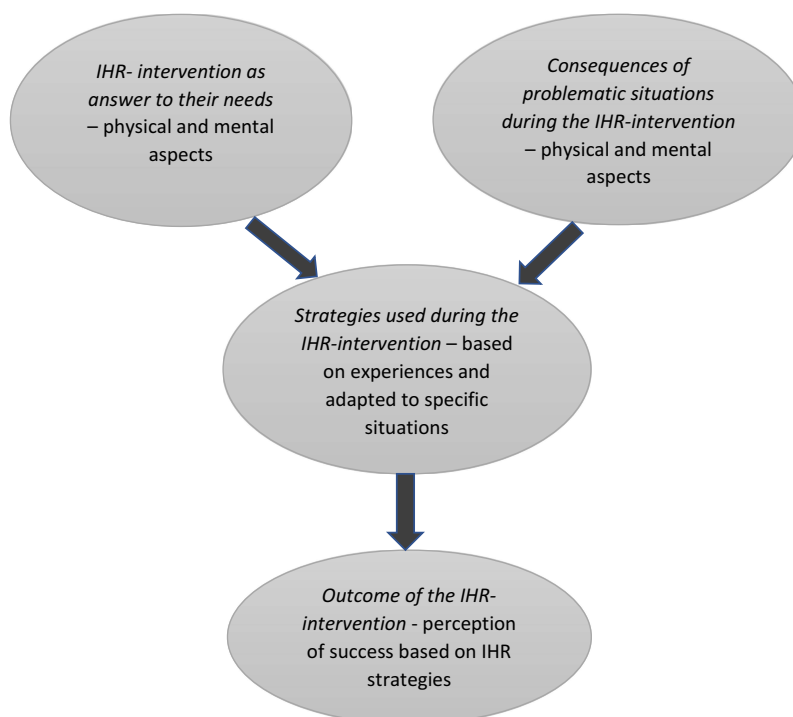 IHR- intervention as
answer to their needs
– physical and mental
aspects
Consequences of
problematic situations
during the IHR-intervention
– physical and mental
aspects
Strategies used during the
IHR-intervention – based
on experiences and
adapted to specific
situations
Outcome of the IHR-
intervention - perception
of success based on IHR
strategies